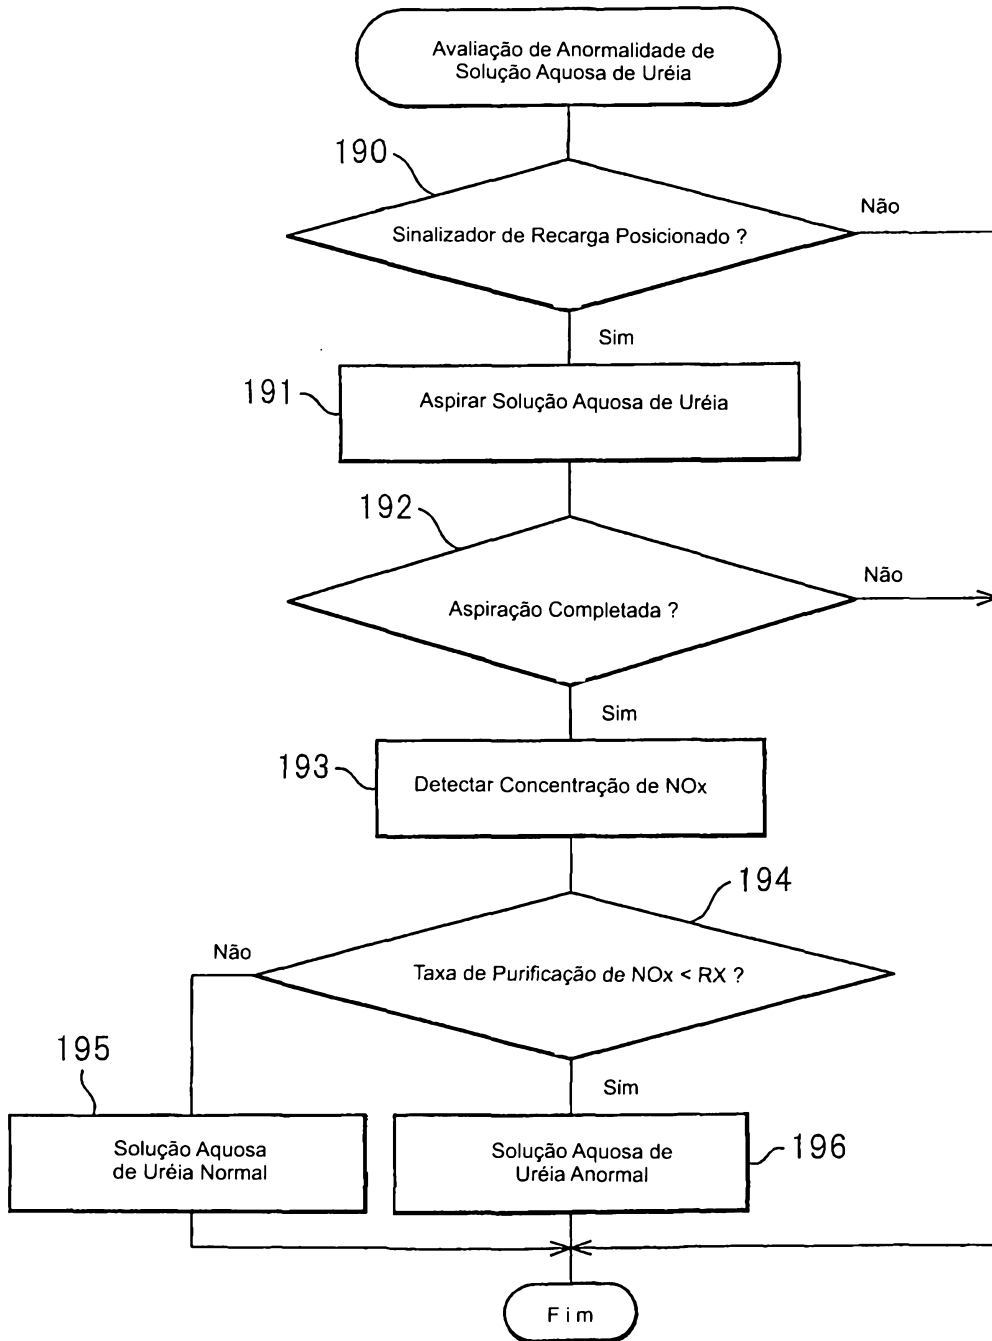 Avaliação de Anormalidade de
Solução Aquosa de Uréia
190
Não
Sinalizador de Recarga Posicionado ?
Sim
191
Aspirar Solução Aquosa de Uréia
192
Não
Aspiração Completada ?
Sim
193
Detectar Concentração de NOx
194
Não
Taxa de Purificação de NOx < RX ?
195
Sim
Solução Aquosa
de Uréia Normal
Solução Aquosa de
Uréia Anormal
196
Fim